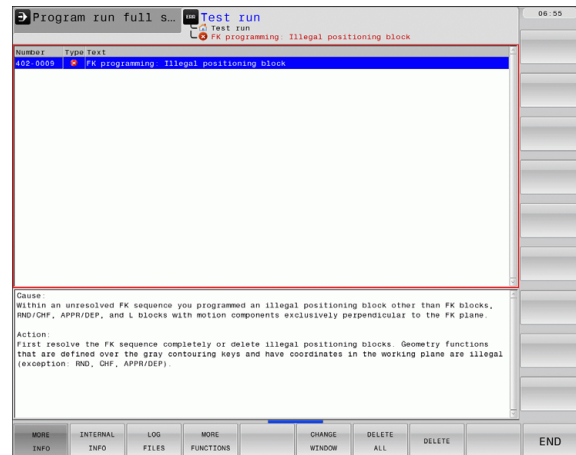 Program run full s...
Test run
06:55
Test run
FK programming: Illegal positioning block
Number Type Text
402-0009 FK programming: Illegal positioning block
Cause:
Within an unresolved FK sequence you programmed an illegal positioning block other than FK blocks,
RND/CHF, APPR/DEP, and L blocks with motion components exclusively perpendicular to the FK plane.
Action:
First resolve the FK sequence completely or delete illegal positioning blocks. Geometry functions
that are defined over the gray contouring keys and have coordinates in the working plane are illegal
(exception: RND, CHF, APPR/DEP).
MORE INFO
INTERNAL INFO
LOG FILES
MORE FUNCTIONS
CHANGE WINDOW
DELETE ALL
DELETE
END